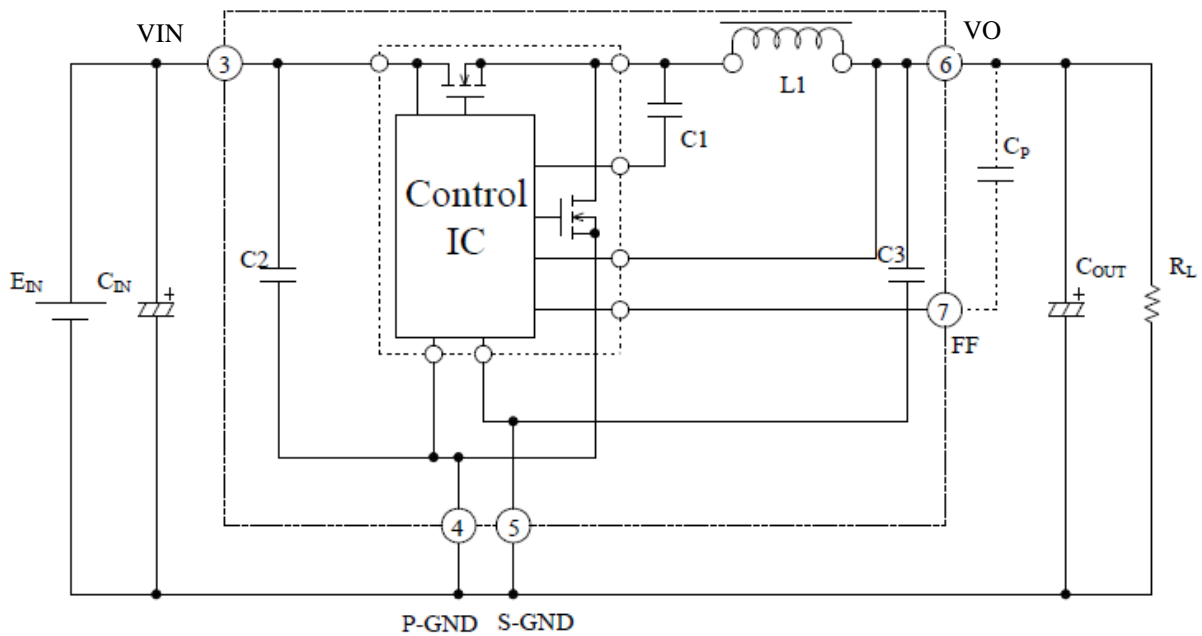 VIN
VO
3
6
L1
C1
Cp
Control
IC
C2
C3
EIN
CIN
+
COUT
+
RL
7
FF
4
5
P-GND
S-GND